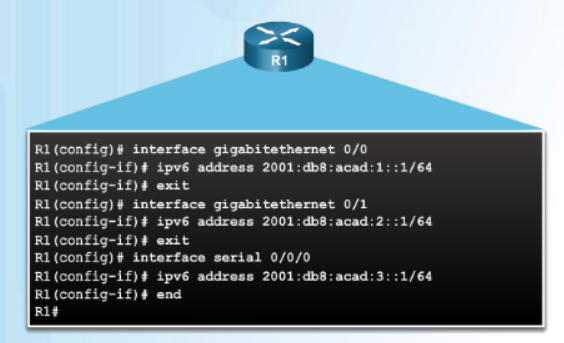 R1
R1(config)# interface gigabitethernet 0/0
R1(config-if)# ipv6 address 2001:db8:acad:1::1/64
R1(config-if)# exit
R1(config)# interface gigabitethernet 0/1
R1(config-if)# ipv6 address 2001:db8:acad:2::1/64
R1(config-if)# exit
R1(config)# interface serial 0/0/0
R1(config-if)# ipv6 address 2001:db8:acad:3::1/64
R1(config-if)# end
R1#